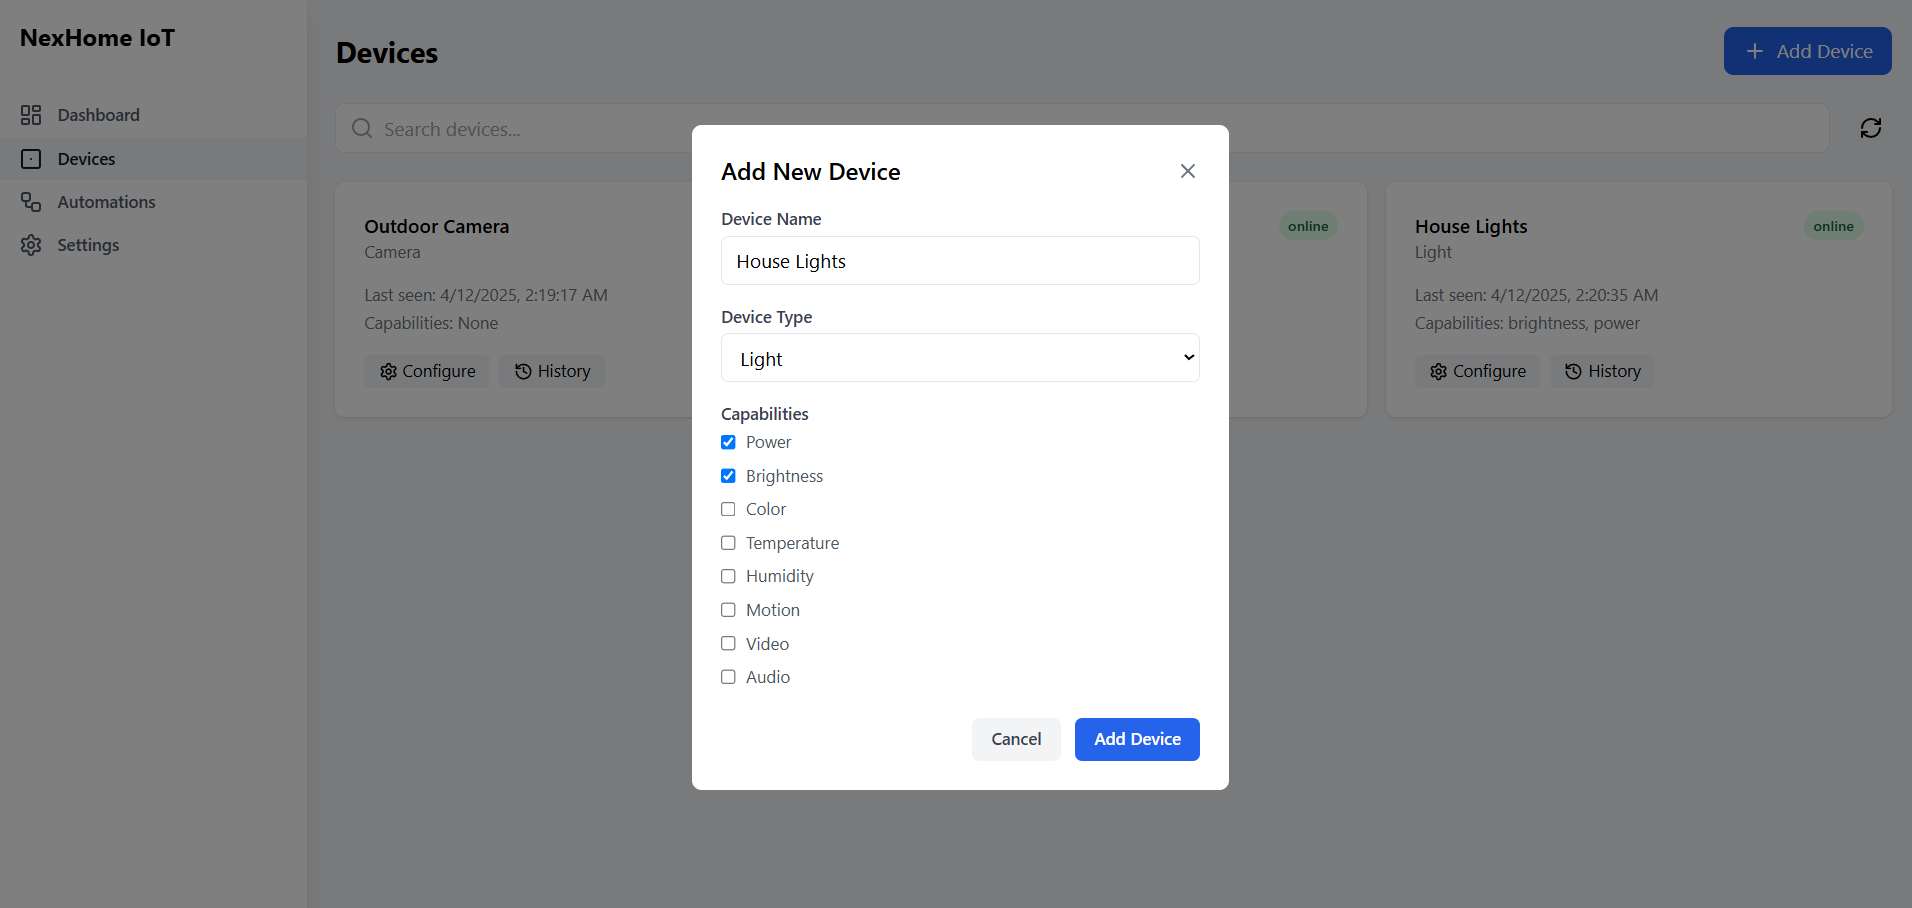 NexHome IoT
Dashboard
Devices
Automations
Settings
Devices
Add Device
Search devices...
Outdoor Camera
Camera
Last seen: 4/12/2025, 2:19:17 AM
Capabilities: None
Configure
History
online
House Lights
online
Light
Last seen: 4/12/2025, 2:20:35 AM
Capabilities: brightness, power
Configure
History
Add New Device
Device Name
House Lights
Device Type
Light
Capabilities
Power
Brightness
Color
Temperature
Humidity
Motion
Video
Audio
Cancel
Add Device